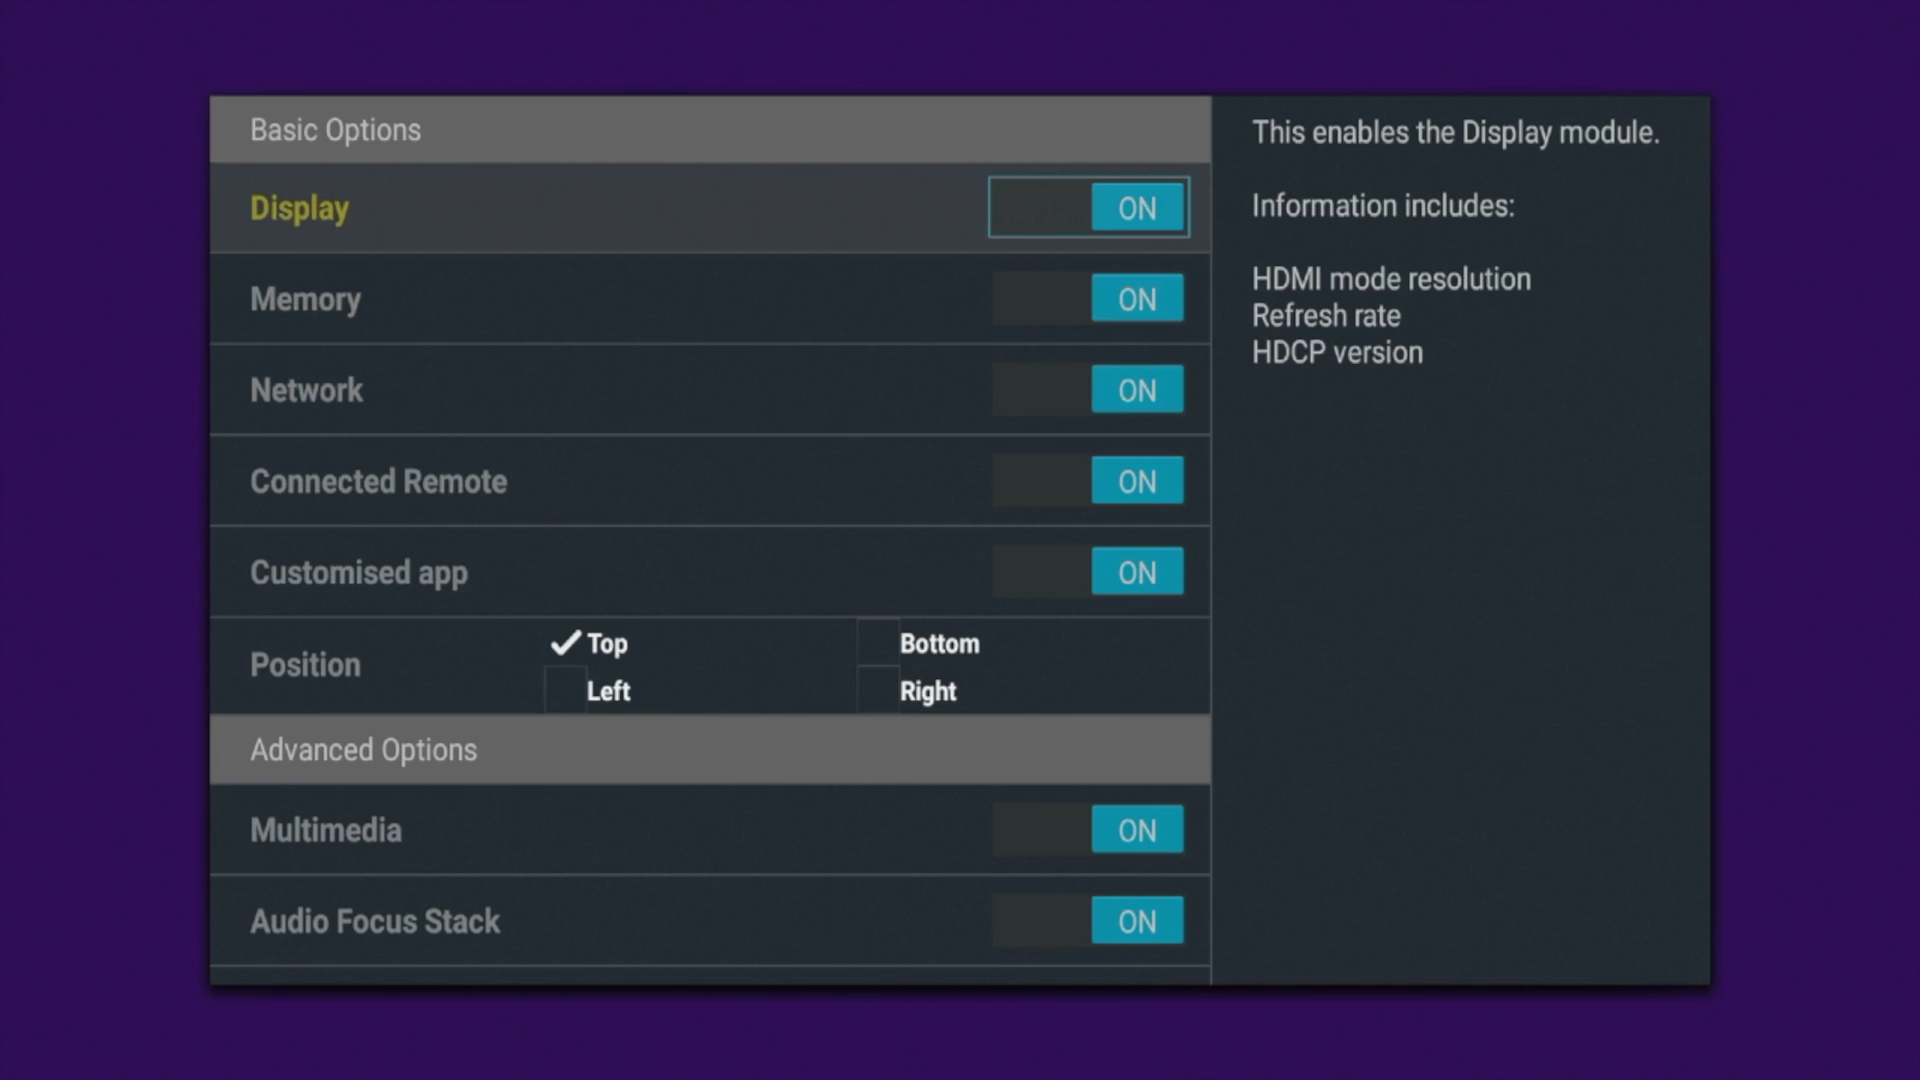 Basic Options
Display ON
Memory ON
Network ON
Connected Remote ON
Customised app ON
Position
Top Bottom
Left Right
Advanced Options
Multimedia ON
Audio Focus Stack ON
This enables the Display module.
Information includes:
HDMI mode resolution
Refresh rate
HDCP version